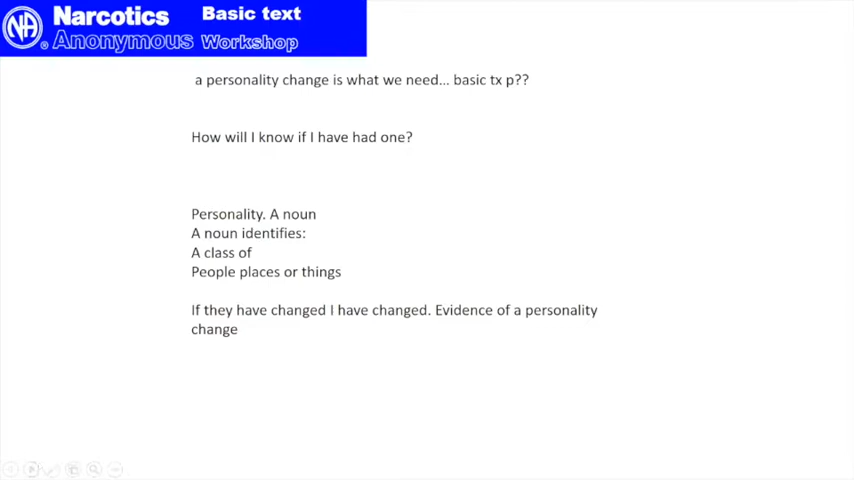 NA
®
Narcotics
Anonymous
Basic text
Workshop
a personality change is what we need... basic tx p??
How will I know if I have had one?
Personality. A noun
A noun identifies:
A class of
People places or things
If they have changed I have changed. Evidence of a personality
change